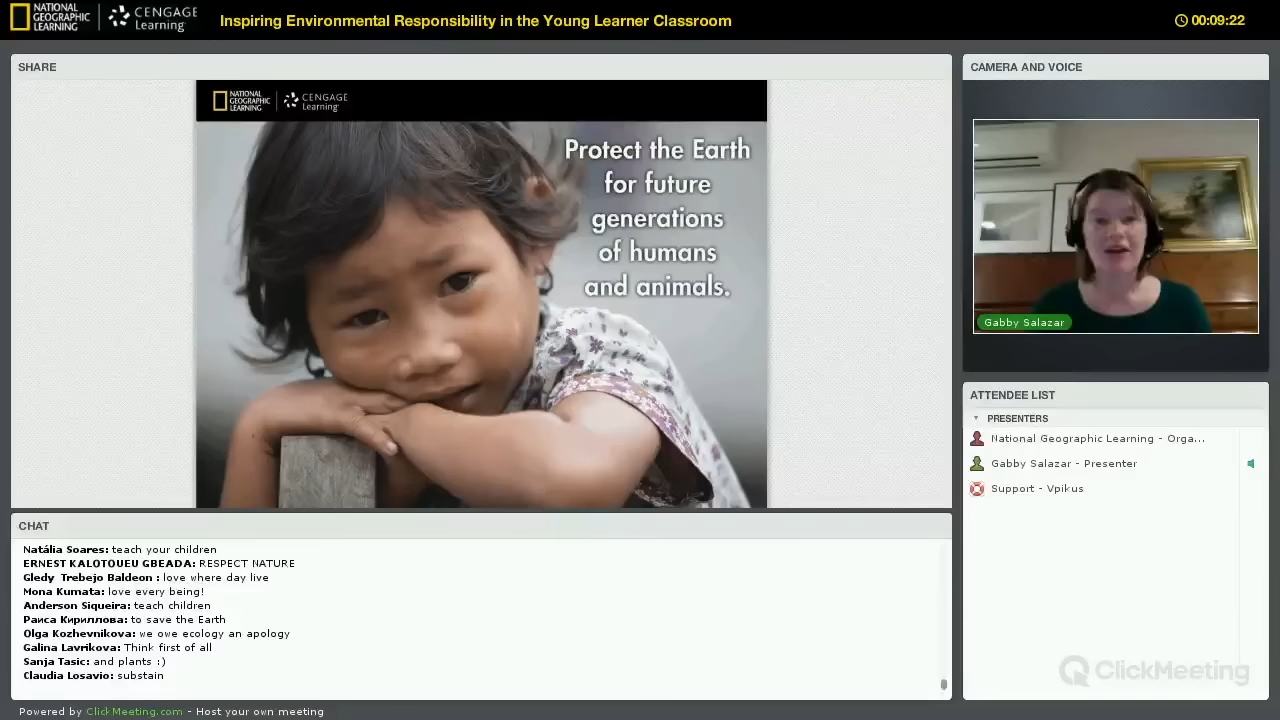 NATIONAL
GEOGRAPHIC
LEARNING
CENGAGE
Learning
Inspiring Environmental Responsibility in the Young Learner Classroom
00:09:22
SHARE
NATIONAL
GEOGRAPHIC
LEARNING
CENGAGE
Learning
Protect the Earth
for future
generations
of humans
and animals.
CAMERA AND VOICE
Gabby Salazar
ATTENDEE LIST
PRESENTERS
National Geographic Learning - Orga...
Gabby Salazar - Presenter
Support - Vpikus
ClickMeeting
CHAT
Natália Soares: teach your children
ERNEST KALOTOUEU GBEADA: RESPECT NATURE
Gledy Trebejo Baldeon : love where day live
Mona Kumata: love every being!
Anderson Siqueira: teach children
Раиса Кириллова: to save the Earth
Olga Kozhevnikova: we owe ecology an apology
Galina Lavrikova: Think first of all
Sanja Tasic: and plants :)
Claudia Losavio: substain
Powered by ClickMeeting.com - Host your own meeting